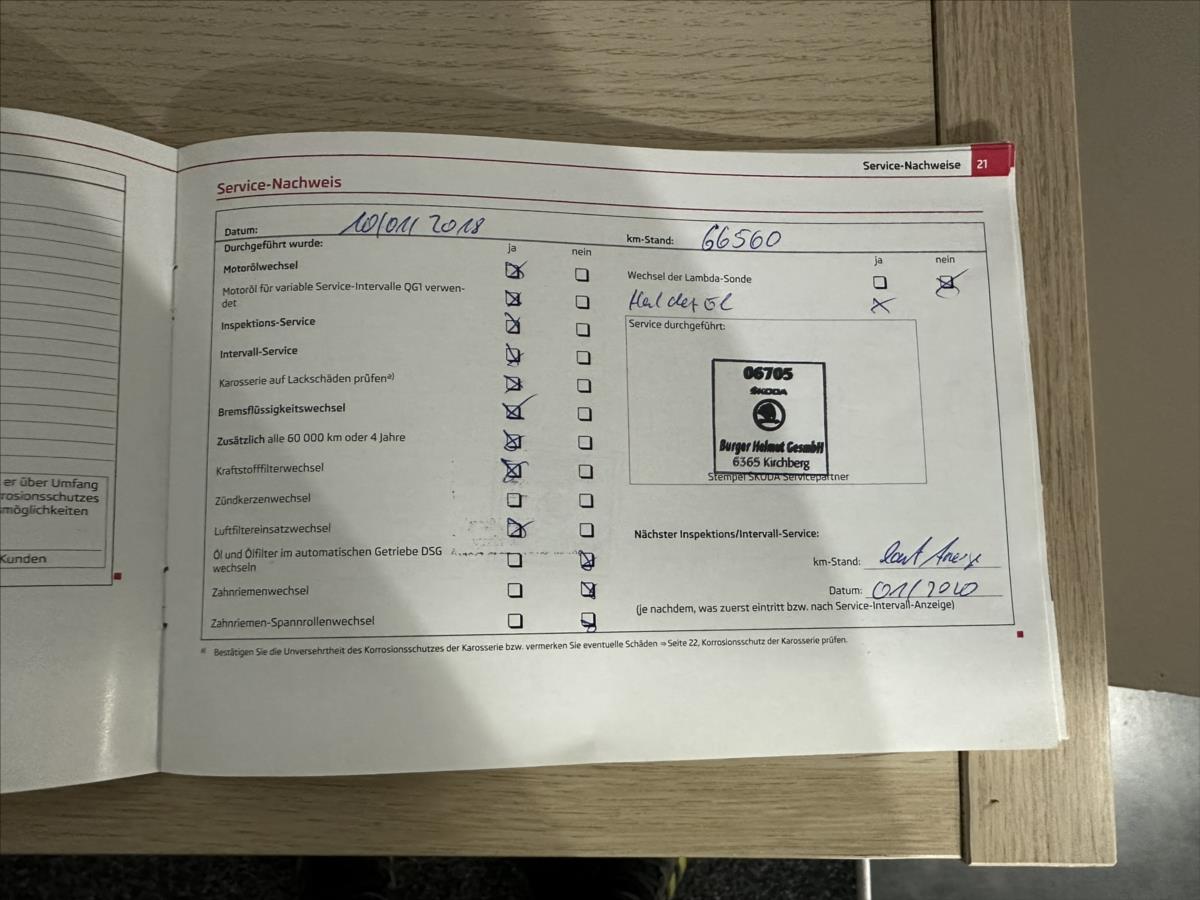 Service-Nachweise 21
Service-Nachweis
Datum: 10/01/2018
km-Stand: 66560
Durchgeführt wurde: ja nein
ja nein
Motorölwechsel
Motoröl für variable Service-Intervalle QG1 verwen-
det
Inspektions-Service
Intervall-Service
Karosserie auf Lackschäden prüfenᵃ⁾
Bremsflüssigkeitswechsel
Zusätzlich alle 60 000 km oder 4 Jahre
Kraftstofffilterwechsel
Zündkerzenwechsel
Luftfiltereinsatzwechsel
Öl und Ölfilter im automatischen Getriebe DSG
wechseln
Zahnriemenwechsel
Zahnriemen-Spannrollenwechsel
Wechsel der Lambda-Sonde
Haldex Öl
Service durchgeführt:
06705
ŠKODA
Burger Helmut GesmbH
6365 Kirchberg
Stempel ŠKODA Servicepartner
Nächster Inspektions/Intervall-Service:
km-Stand: laut
Datum: 01/2020
(je nachdem, was zuerst eintritt bzw. nach Service-Intervall-Anzeige)
ᵃ⁾ Bestätigen Sie die Unversehrtheit des Korrosionsschutzes der Karosserie bzw. vermerken Sie eventuelle Schäden ⇒ Seite 22, Korrosionsschutz der Karosserie prüfen.
er über Umfang
rosionsschutzes
möglichkeiten
Kunden